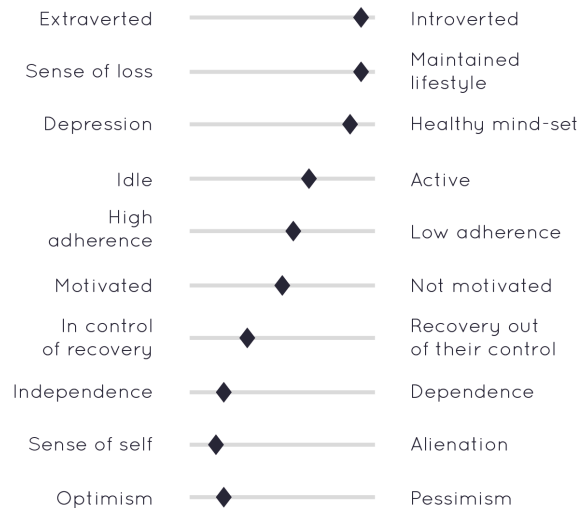 Extraverted
Introverted
Sense of loss
Maintained
lifestyle
Depression
Healthy mind-set
Idle
Active
High
adherence
Low adherence
Motivated
Not motivated
In control
of recovery
Recovery out
of their control
Independence
Dependence
Sense of self
Alienation
Optimism
Pessimism